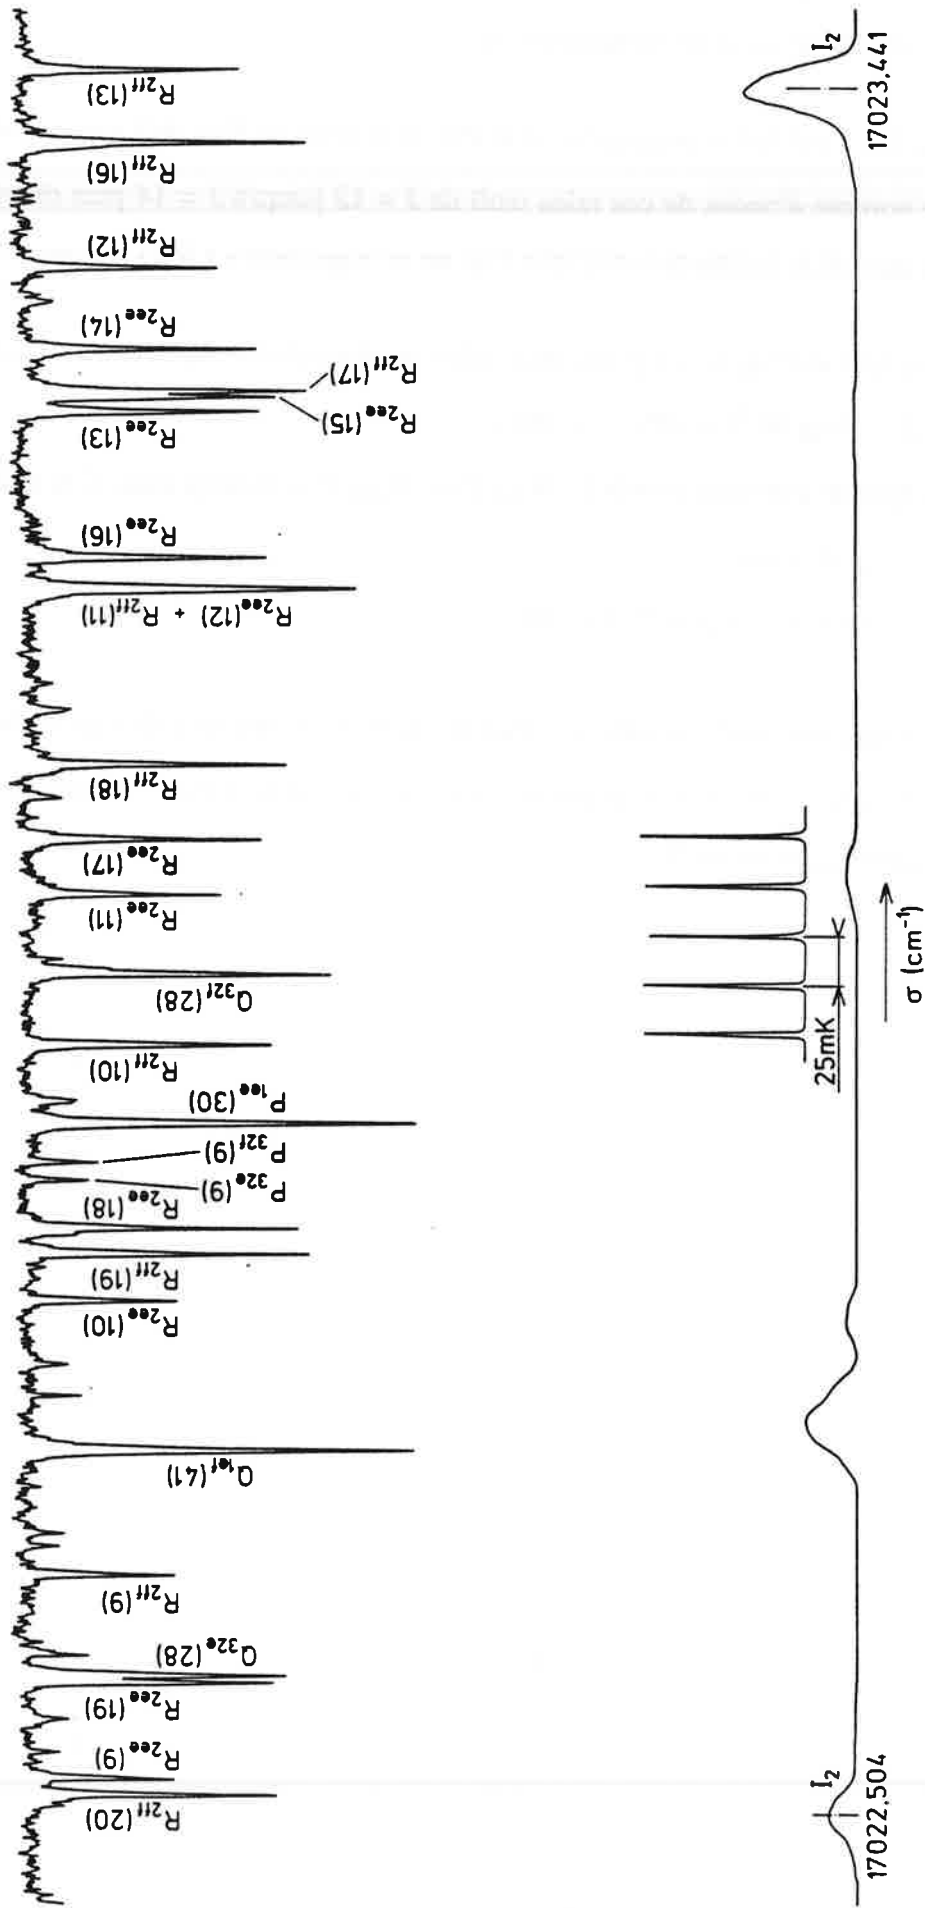 R2ff(13)
R2ff(16)
R2ff(12)
R2ee(14)
R2ff(17)
R2ee(15)
R2ee(13)
R2ee(16)
R2ee(12) + R2ff(11)
R2ff(18)
R2ee(17)
R2ee(11)
Q32f(28)
R2ff(10)
P1ee(30)
P32f(9)
P32e(9)
R2ee(18)
R2ff(19)
R2ee(10)
Q1ef(41)
R2ff(9)
Q32e(28)
R2ee(19)
R2ee(9)
R2ff(20)
I2
17023,441
25mK
σ (cm⁻¹)
I2
17022,504